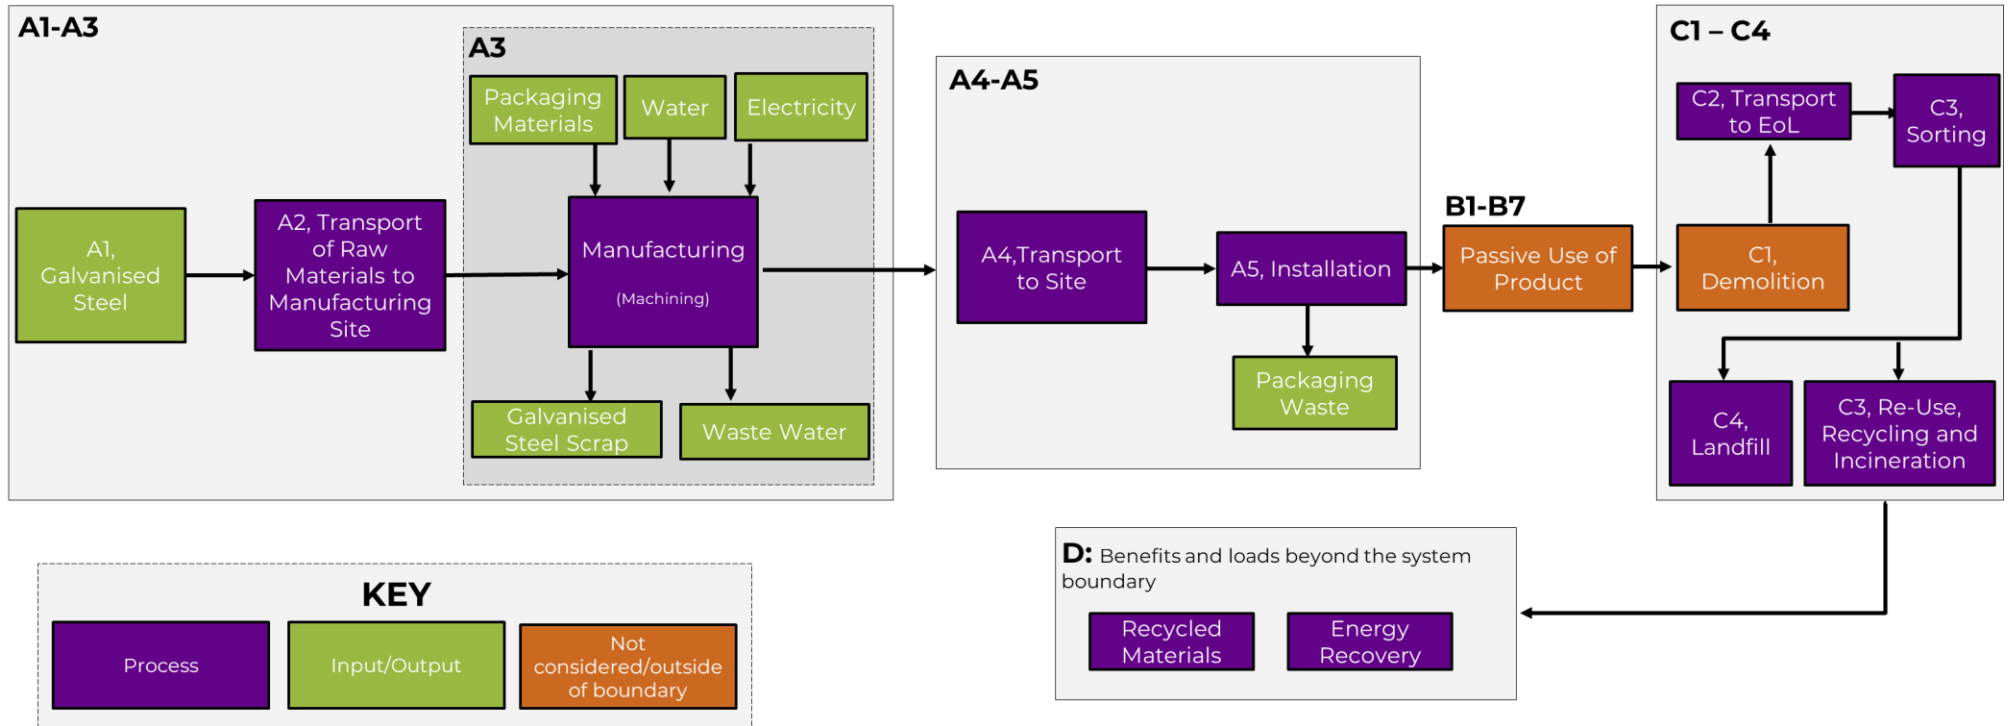 A1-A3
A3
Packaging
Materials
Water
Electricity
A1,
Galvanised
Steel
A2, Transport
of Raw
Materials to
Manufacturing
Site
Manufacturing
(Machining)
Galvanised
Steel Scrap
Waste Water
A4-A5
A4,Transport
to Site
A5, Installation
Packaging
Waste
B1-B7
Passive Use of
Product
C1 – C4
C2, Transport
to EoL
C3,
Sorting
C1,
Demolition
C4,
Landfill
C3, Re-Use,
Recycling and
Incineration
D: Benefits and loads beyond the system
boundary
Recycled
Materials
Energy
Recovery
KEY
Process
Input/Output
Not
considered/outside
of boundary